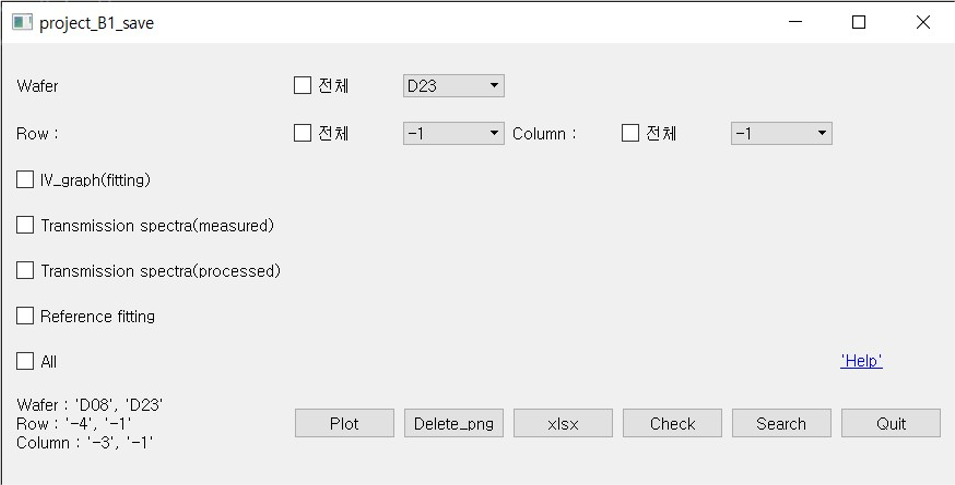 project_B1_save
Wafer 전체 D23
Row : 전체 -1 Column : 전체 -1
IV_graph(fitting)
Transmission spectra(measured)
Transmission spectra(processed)
Reference fitting
All 'Help'
Wafer : 'D08', 'D23'
Row : '-4', '-1'
Column : '-3', '-1'
Plot Delete_png xlsx Check Search Quit